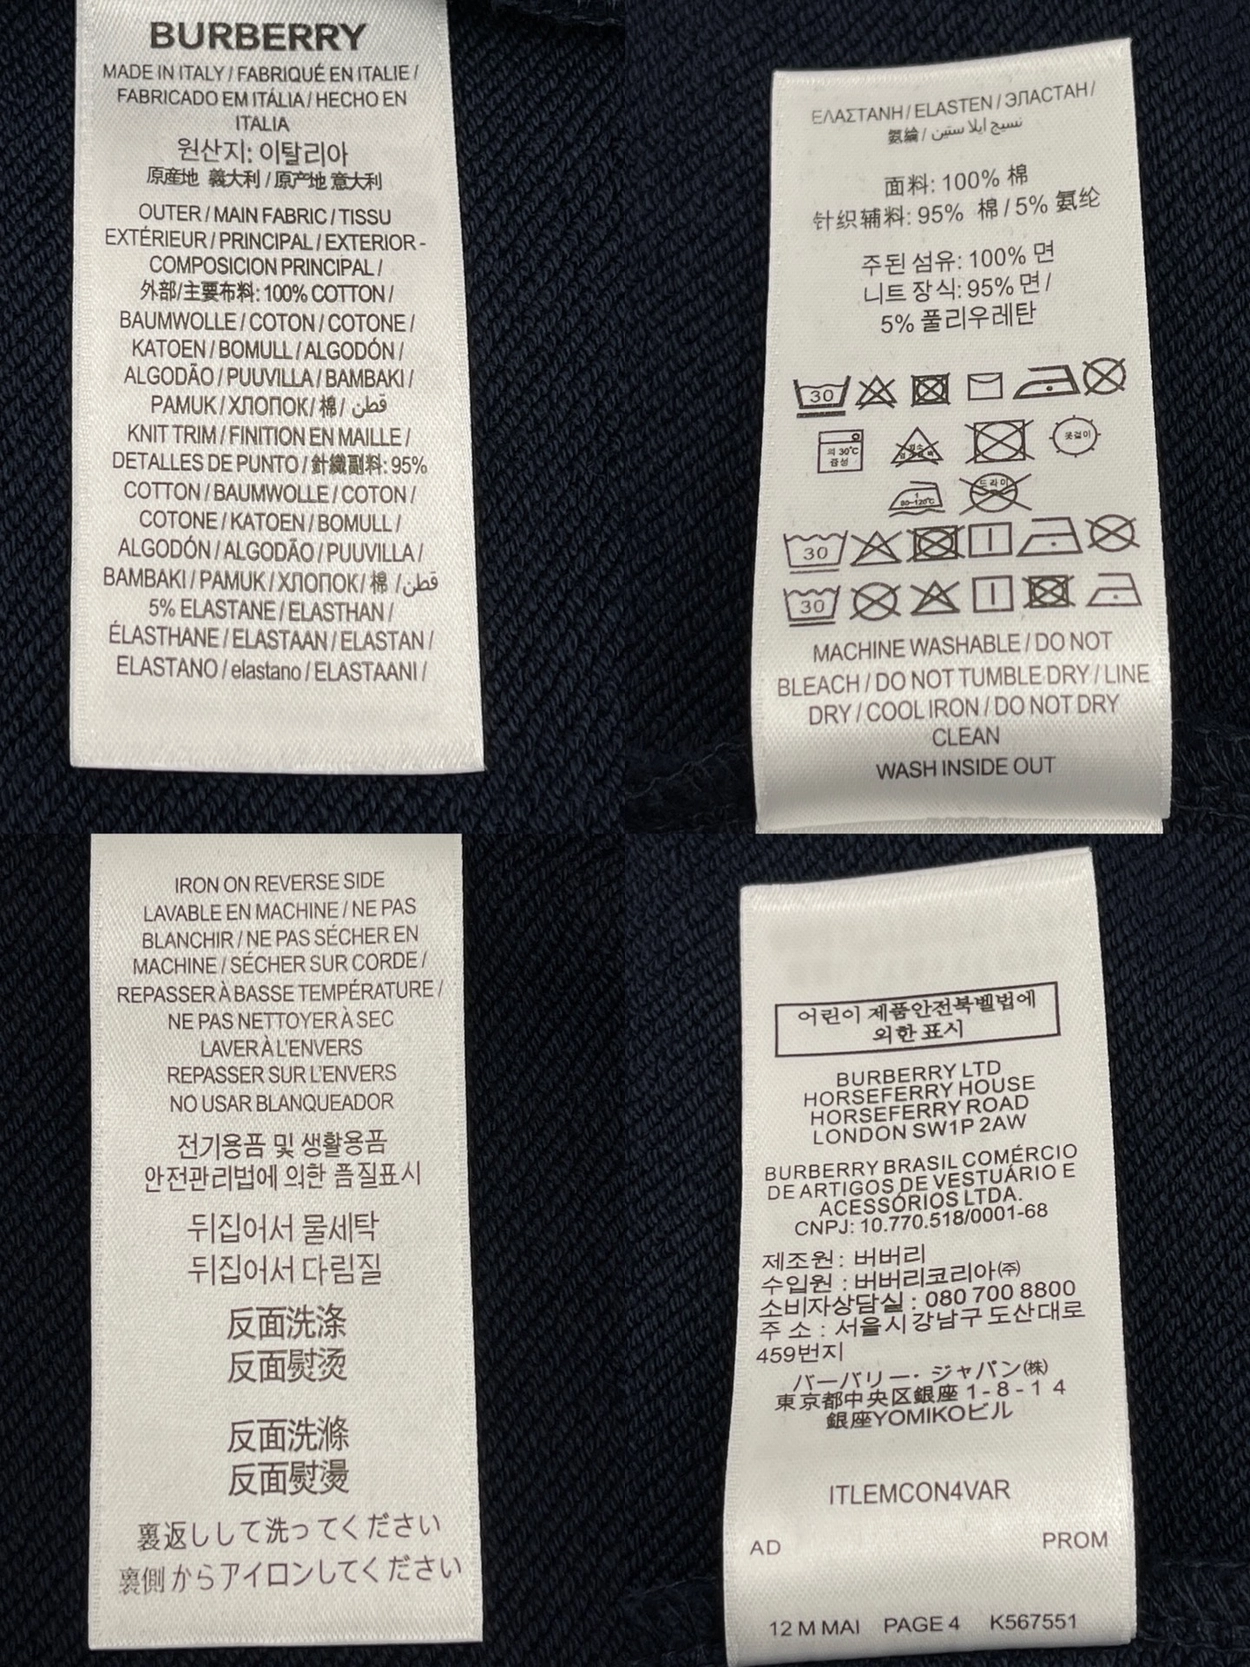 BURBERRY
MADE IN ITALY / FABRIQUÉ EN ITALIE /
FABRICADO EM ITÁLIA / HECHO EN
ITALIA
원산지: 이탈리아
原産地 義大利 / 原产地 意大利
OUTER / MAIN FABRIC / TISSU
EXTÉRIEUR / PRINCIPAL / EXTERIOR -
COMPOSICION PRINCIPAL /
外部/主要布料: 100% COTTON /
BAUMWOLLE / COTON / COTONE /
KATOEN / BOMULL / ALGODÓN /
ALGODÃO / PUUVILLA / BAMBAKI /
PAMUK / ХЛОПОК / 棉 / قطن
KNIT TRIM / FINITION EN MAILLE /
DETALLES DE PUNTO / 針織副料: 95%
COTTON / BAUMWOLLE / COTON /
COTONE / KATOEN / BOMULL /
ALGODÓN / ALGODÃO / PUUVILLA /
BAMBAKI / PAMUK / ХЛОПОК / 棉 / قطن
5% ELASTANE / ELASTHAN /
ÉLASTHANE / ELASTAAN / ELASTAN /
ELASTANO / elastano / ELASTAANI /
ΕΛΑΣΤΑΝΗ / ELASTEN / ЭЛАСТАН /
氨綸 / نسيج ايلا ستين
面料: 100% 棉
针织辅料: 95% 棉 / 5% 氨纶
주된 섬유: 100% 면
니트 장식: 95% 면 /
5% 폴리우레탄
30
약 30℃
중성
옷걸이
1
80~120℃
드라이
30
30
MACHINE WASHABLE / DO NOT
BLEACH / DO NOT TUMBLE DRY / LINE
DRY / COOL IRON / DO NOT DRY
CLEAN
WASH INSIDE OUT
IRON ON REVERSE SIDE
LAVABLE EN MACHINE / NE PAS
BLANCHIR / NE PAS SÉCHER EN
MACHINE / SÉCHER SUR CORDE /
REPASSER À BASSE TEMPÉRATURE /
NE PAS NETTOYER À SEC
LAVER À L'ENVERS
REPASSER SUR L'ENVERS
NO USAR BLANQUEADOR
전기용품 및 생활용품
안전관리법에 의한 품질표시
뒤집어서 물세탁
뒤집어서 다림질
反面洗涤
反面熨烫
反面洗滌
反面熨燙
裏返しして洗ってください
裏側からアイロンしてください
어린이 제품안전특별법에
의한 표시
BURBERRY LTD
HORSEFERRY HOUSE
HORSEFERRY ROAD
LONDON SW1P 2AW
BURBERRY BRASIL COMÉRCIO
DE ARTIGOS DE VESTUÁRIO E
ACESSÓRIOS LTDA.
CNPJ: 10.770.518/0001-68
제조원 : 버버리
수입원 : 버버리코리아㈜
소비자상담실 : 080 700 8800
주 소 : 서울시강남구 도산대로
459번지
バーバリー・ジャパン㈱
東京都中央区銀座 1-8-14
銀座YOMIKOビル
ITLEMCON4VAR
AD PROM
12 M MAI PAGE 4 K567551